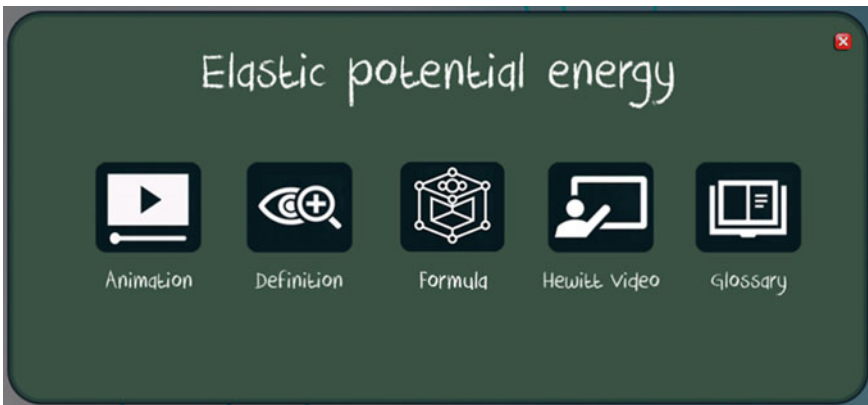 Elastic potential energy
Animation Definition Formula Hewitt Video Glossary